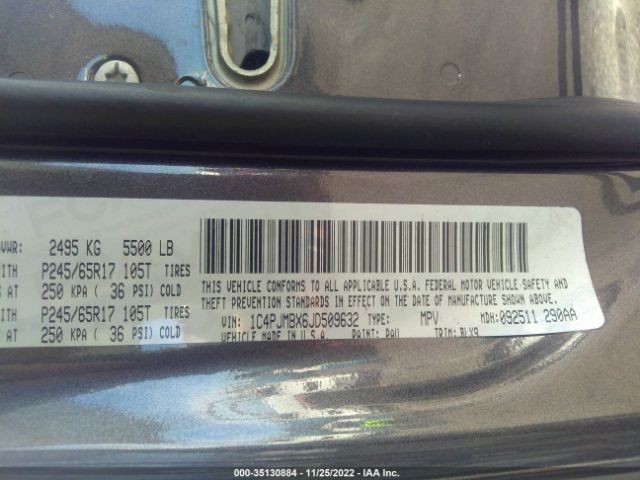 VWR: 2495 KG 5500 LB
ITH P245/65R17 105T TIRES
S AT 250 KPA ( 36 PSI) COLD
ITH P245/65R17 105T TIRES
S AT 250 KPA ( 36 PSI) COLD
THIS VEHICLE CONFORMS TO ALL APPLICABLE U.S.A. FEDERAL MOTOR VEHICLE SAFETY AND
THEFT PREVENTION STANDARDS IN EFFECT ON THE DATE OF MANUFACTURE SHOWN ABOVE.
VIN: 1C4PJMBX6JD509632 TYPE: MPV MDH: 092511 290AA
VEHICLE MADE IN U.S.A. PAINT: PAU TRIM: BLX9
000-35130884 - 11/25/2022 - IAA Inc.